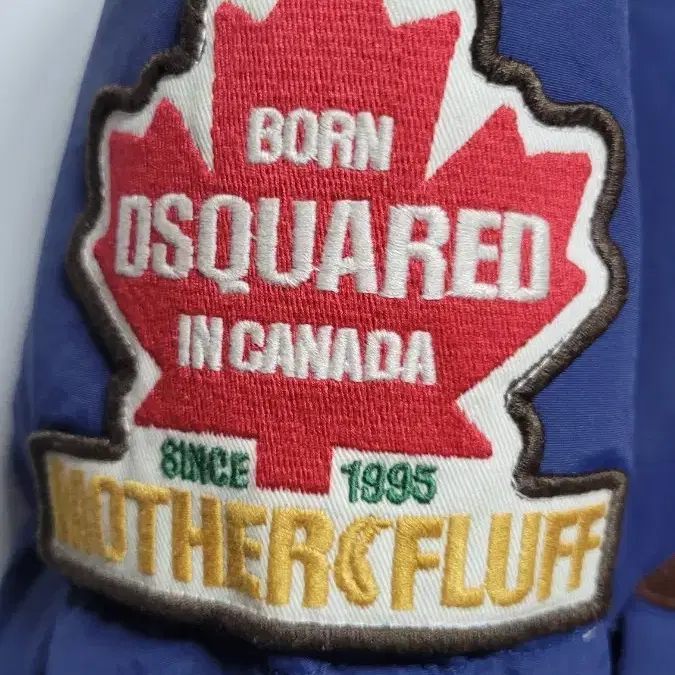 BORN
DSQUARED
IN CANADA
SINCE 1995
MOTHER FLUFF